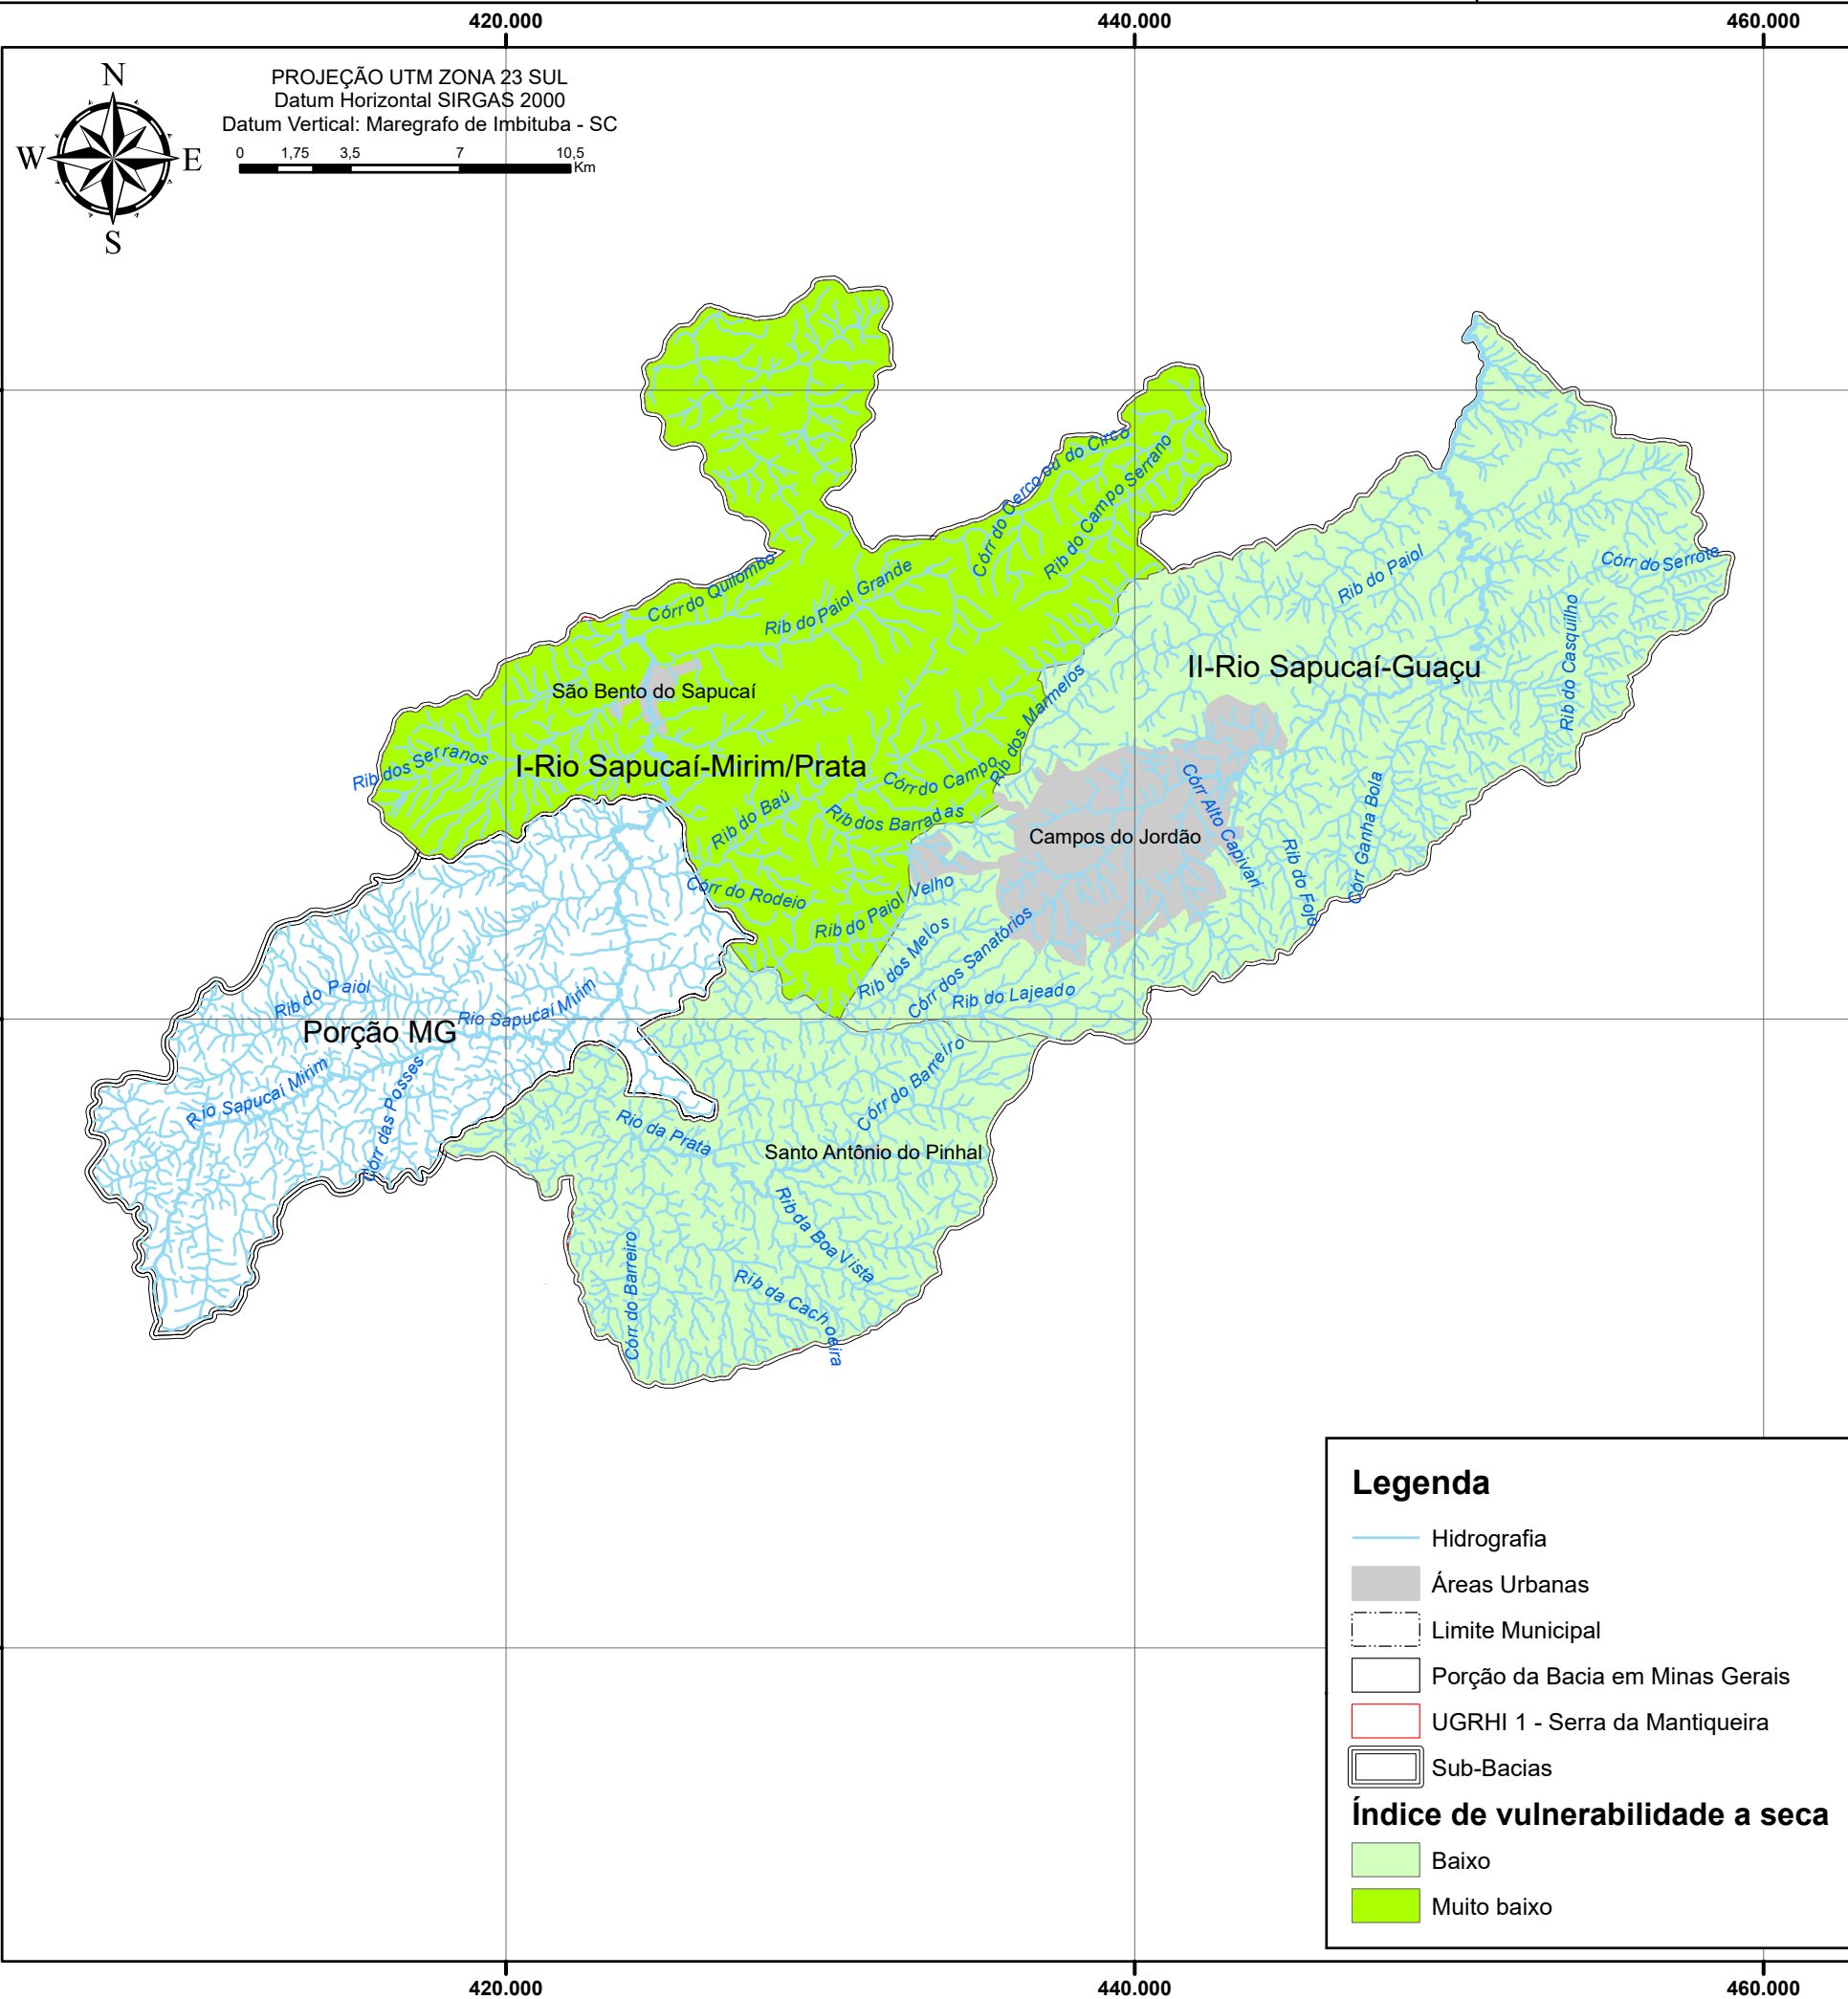 420.000
440.000
460.000
N
W
E
S
PROJEÇÃO UTM ZONA 23 SUL
Datum Horizontal SIRGAS 2000
Datum Vertical: Maregrafo de Imbituba - SC
0 1,75 3,5 7 10,5
Km
Córr do Cerco ou do Circo
Rib do Campo Serrano
Córr do Quilombo
Rib do Paiol Grande
Rib do Paiol
Córr do Serrote
Rib do Casquilho
II-Rio Sapucaí-Guaçu
São Bento do Sapucaí
Rib dos Marmelos
Rib dos Serranos
I-Rio Sapucaí-Mirim/Prata
Córr do Campo
Rib do Baú
Rib dos Barradas
Campos do Jordão
Córr Alto Capivari
Rib do Fojo
Córr Ganha Bola
Córr do Rodeio
Rib do Paiol Velho
Rib dos Melos
Córr dos Sanatórios
Rib do Lajeado
Rib do Paiol
Rio Sapucaí Mirim
Porção MG
Rio Sapucaí Mirim
Córr das Posses
Córr do Barreiro
Rio da Prata
Santo Antônio do Pinhal
Rib da Boa Vista
Córr do Barreiro
Rib da Cachoeira
Legenda
Hidrografia
Áreas Urbanas
Limite Municipal
Porção da Bacia em Minas Gerais
UGRHI 1 - Serra da Mantiqueira
Sub-Bacias
Índice de vulnerabilidade a seca
Baixo
Muito baixo
420.000
440.000
460.000